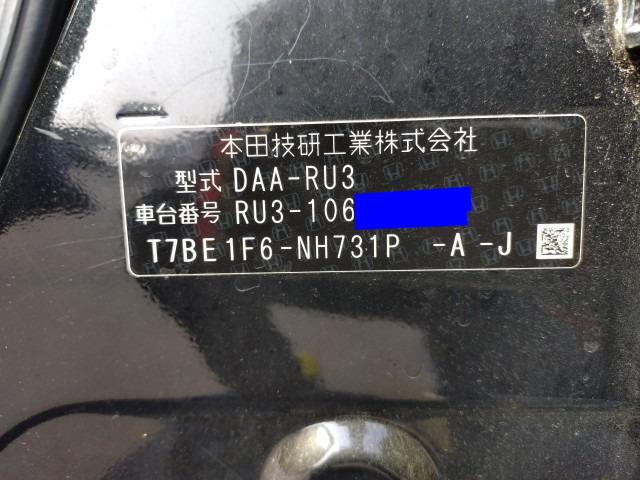 本田技研工業株式会社
型式 DAA-RU3
車台番号 RU3-106
T7BE1F6-NH731P -A -J